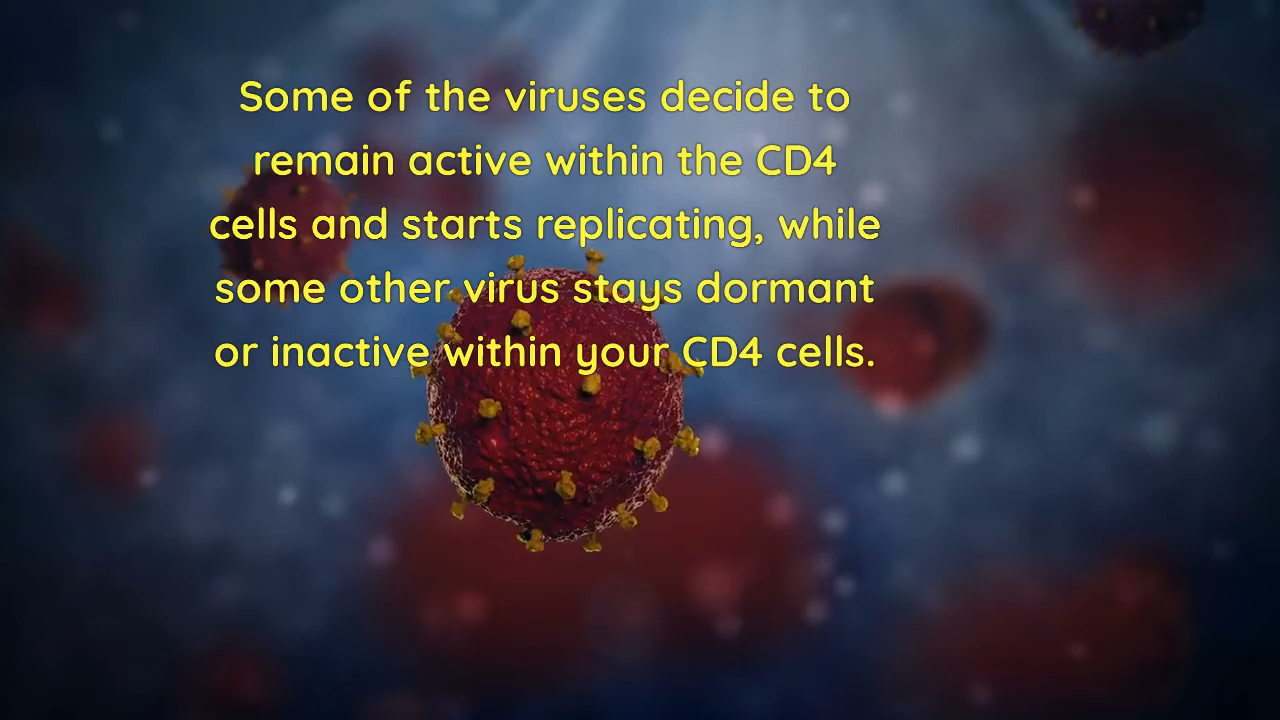 Some of the viruses decide to
remain active within the CD4
cells and starts replicating, while
some other virus stays dormant
or inactive within your CD4 cells.